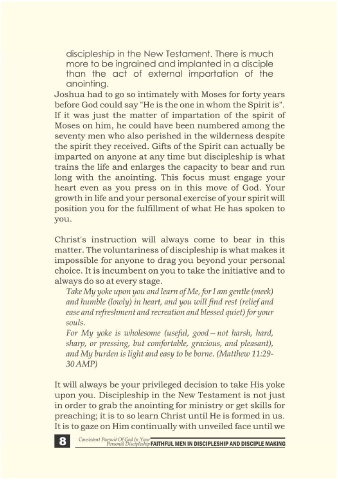 discipleship in the New Testament. There is much
more to be ingrained and implanted in a disciple
than the act of external impartation of the
anointing.
Joshua had to go so intimately with Moses for forty years
before God could say "He is the one in whom the Spirit is".
If it was just the matter of impartation of the spirit of
Moses on him, he could have been numbered among the
seventy men who also perished in the wilderness despite
the spirit they received. Gifts of the Spirit can actually be
imparted on anyone at any time but discipleship is what
trains the life and enlarges the capacity to bear and run
long with the anointing. This focus must engage your
heart even as you press on in this move of God. Your
growth in life and your personal exercise of your spirit will
position you for the fulfillment of what He has spoken to
you.
Christ's instruction will always come to bear in this
matter. The voluntariness of discipleship is what makes it
impossible for anyone to drag you beyond your personal
choice. It is incumbent on you to take the initiative and to
always do so at every stage.
Take My yoke upon you and learn of Me, for I am gentle (meek)
and humble (lowly) in heart, and you will find rest (relief and
ease and refreshment and recreation and blessed quiet) for your
souls.
For My yoke is wholesome (useful, good—not harsh, hard,
sharp, or pressing, but comfortable, gracious, and pleasant),
and My burden is light and easy to be borne. (Matthew 11:29-
30 AMP)
It will always be your privileged decision to take His yoke
upon you. Discipleship in the New Testament is not just
in order to grab the anointing for ministry or get skills for
preaching; it is to so learn Christ until He is formed in us.
It is to gaze on Him continually with unveiled face until we
8
Consistent Pursuit Of God In Your
Personal Discipleship FAITHFUL MEN IN DISCIPLESHIP AND DISCIPLE MAKING